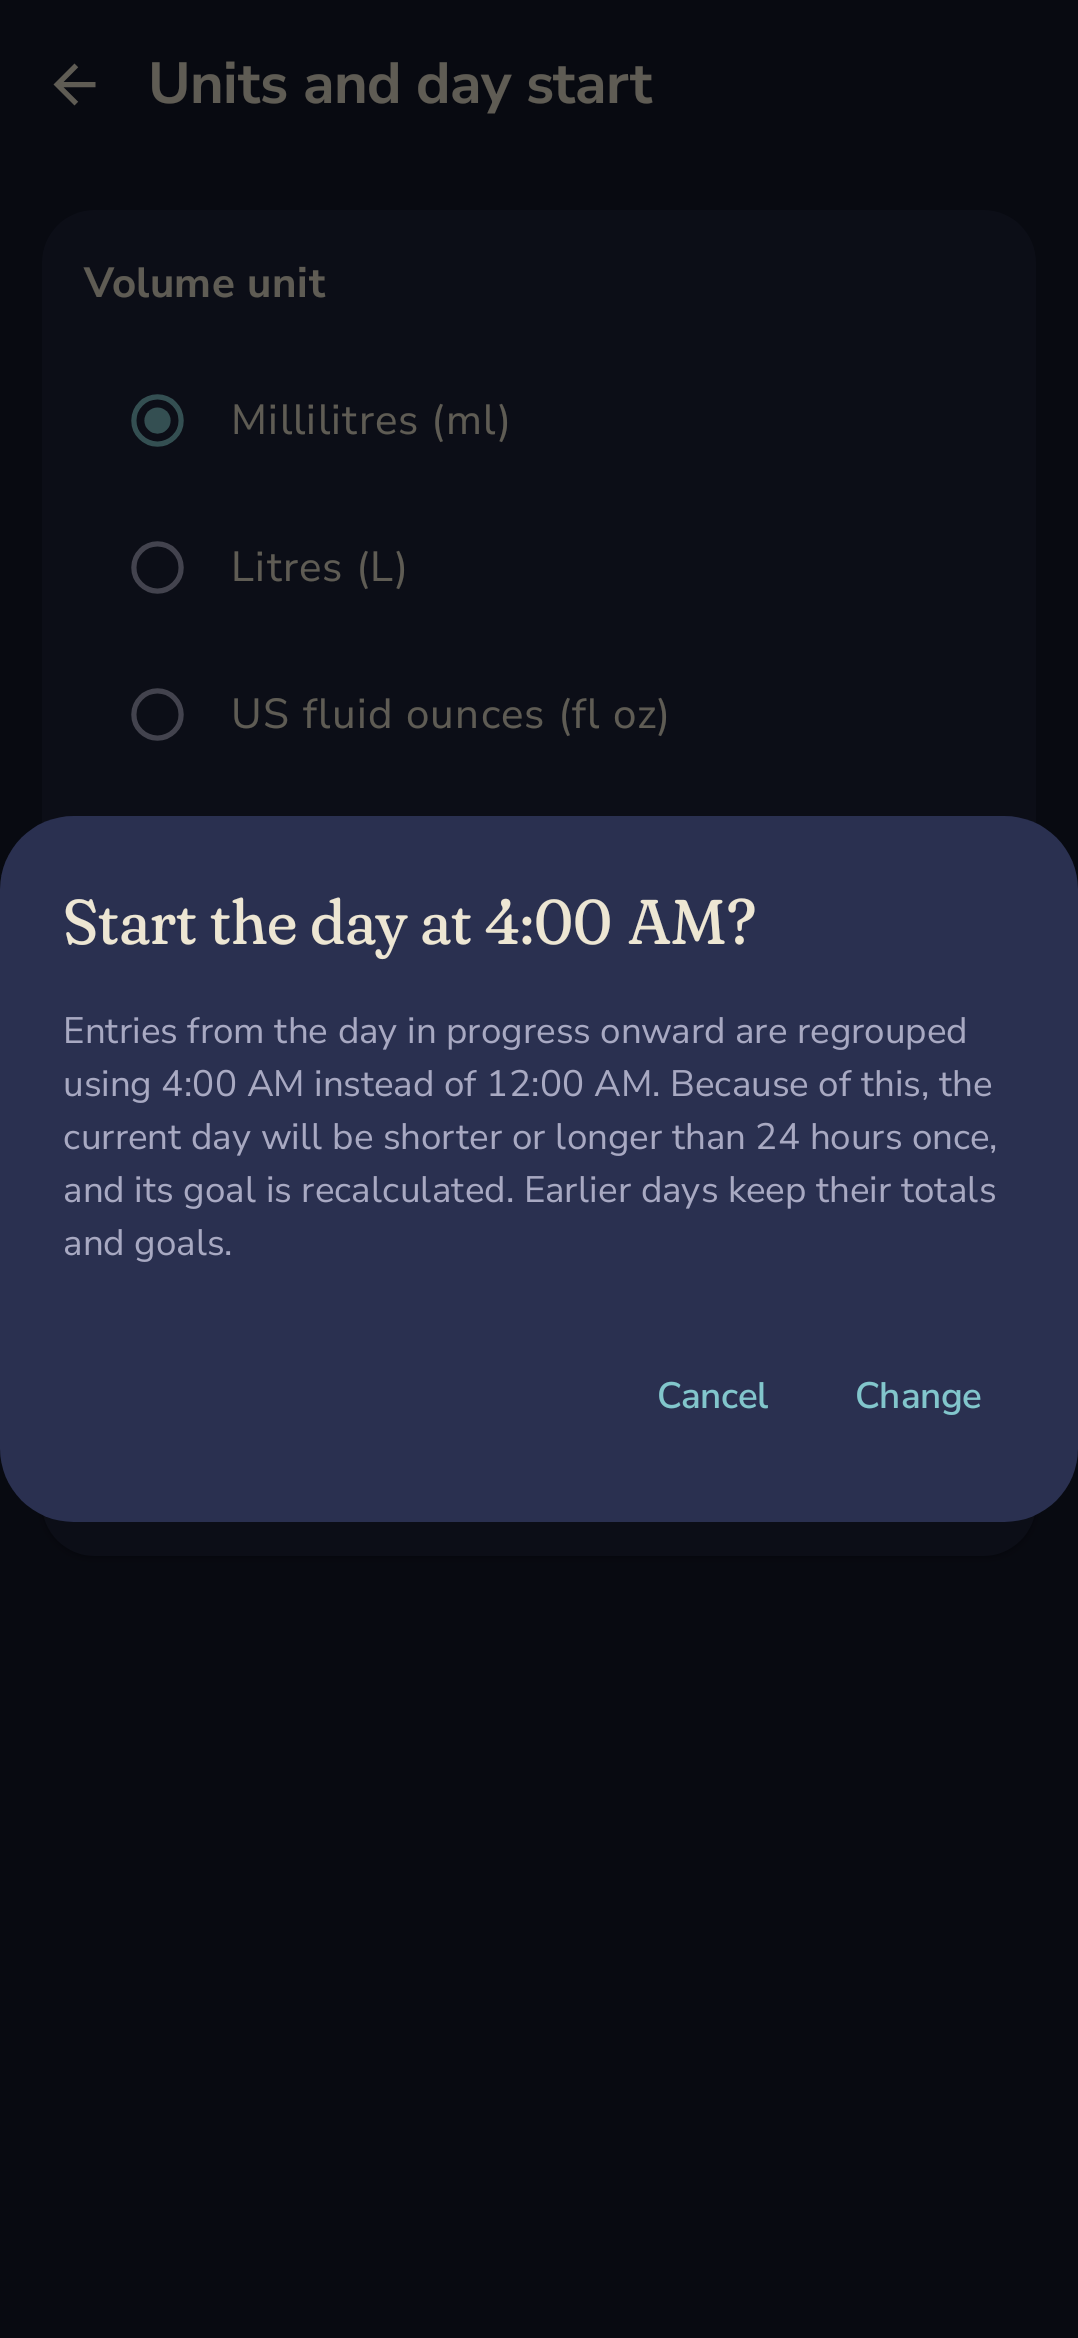 Units and day start
Volume unit
Millilitres (ml)
Litres (L)
US fluid ounces (fl oz)
Start the day at 4:00 AM?
Entries from the day in progress onward are regrouped
using 4:00 AM instead of 12:00 AM. Because of this, the
current day will be shorter or longer than 24 hours once,
and its goal is recalculated. Earlier days keep their totals
and goals.
Cancel
Change